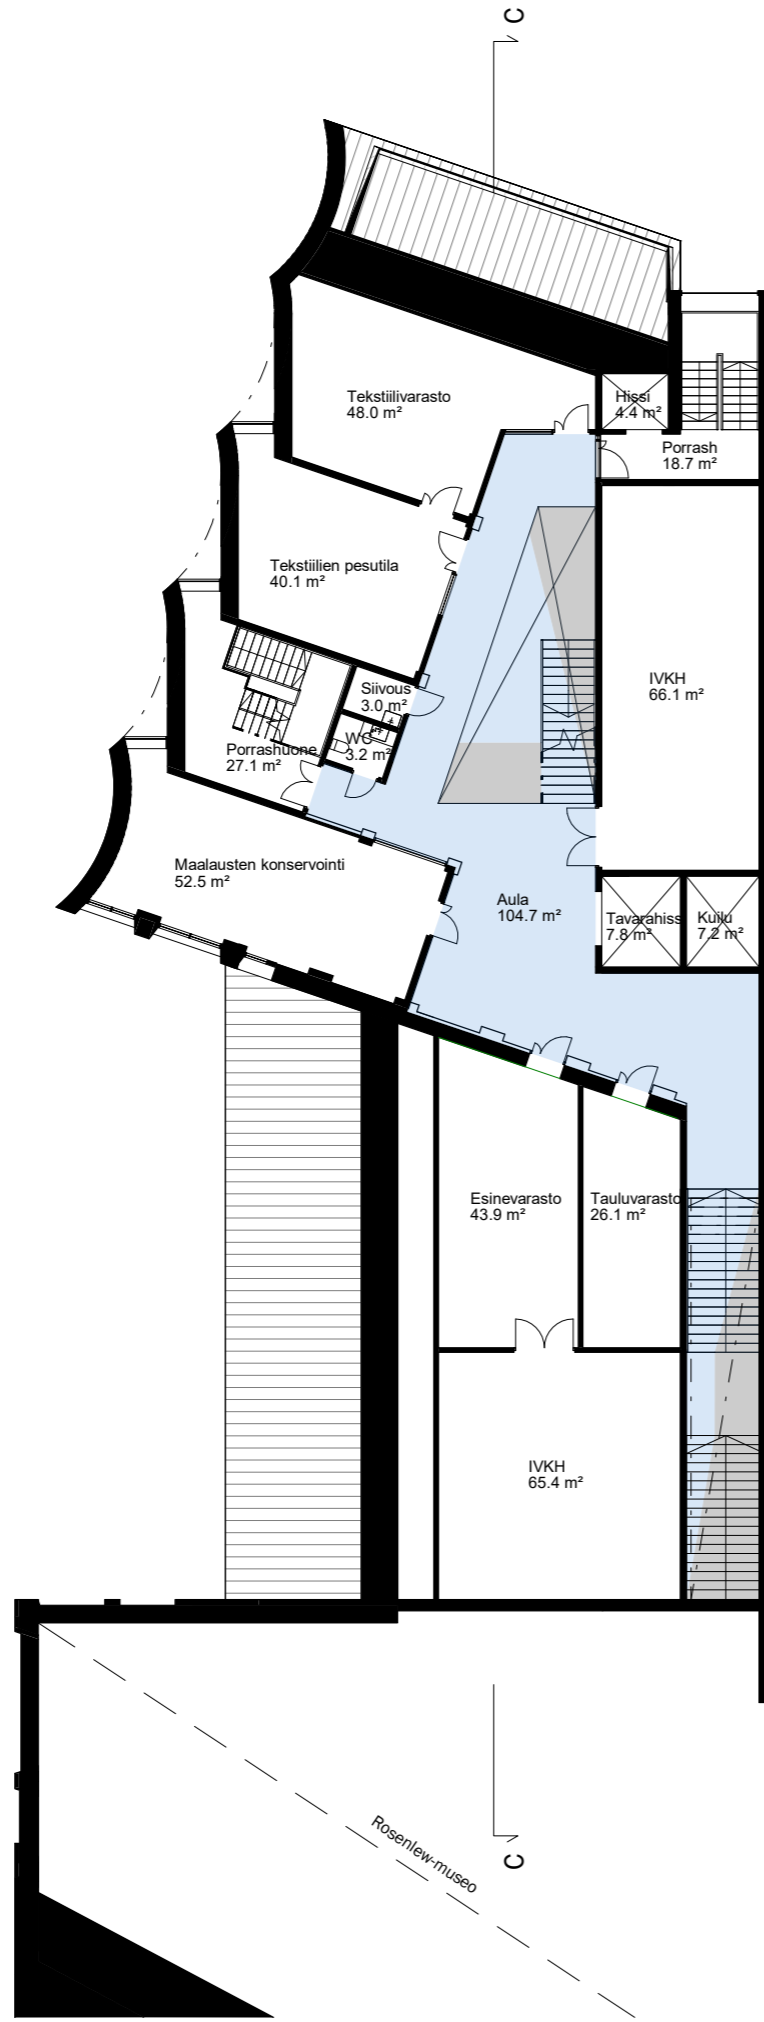 C
Tekstiilivarasto
48.0 m²
Hissi
4.4 m²
Porrash
18.7 m²
Tekstiilien pesutila
40.1 m²
IVKH
66.1 m²
Siivous
3.0 m²
WC
3.2 m²
Porrashuone
27.1 m²
Maalausten konservointi
52.5 m²
Aula
104.7 m²
Tavarahissi
7.8 m²
Kuilu
7.2 m²
Esinevarasto
43.9 m²
Tauluvarasto
26.1 m²
IVKH
65.4 m²
Rosenlew-museo
C